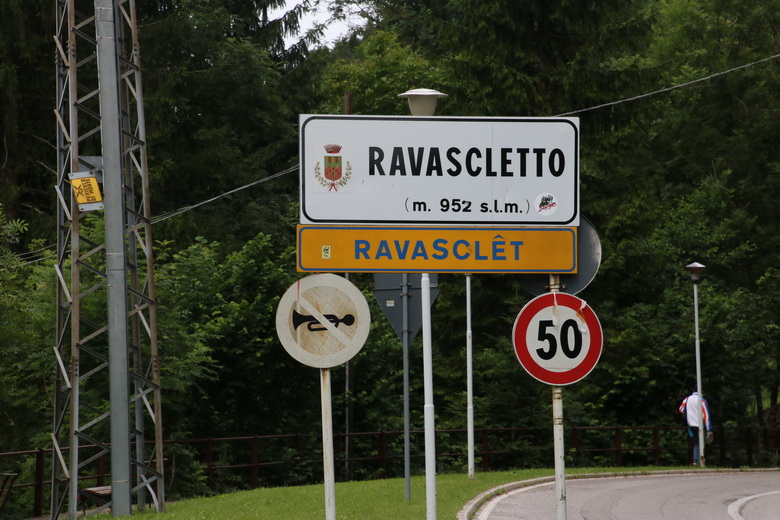 RAVASCLETTO
(m. 952 s.l.m.)
RAVASCLÊT
50